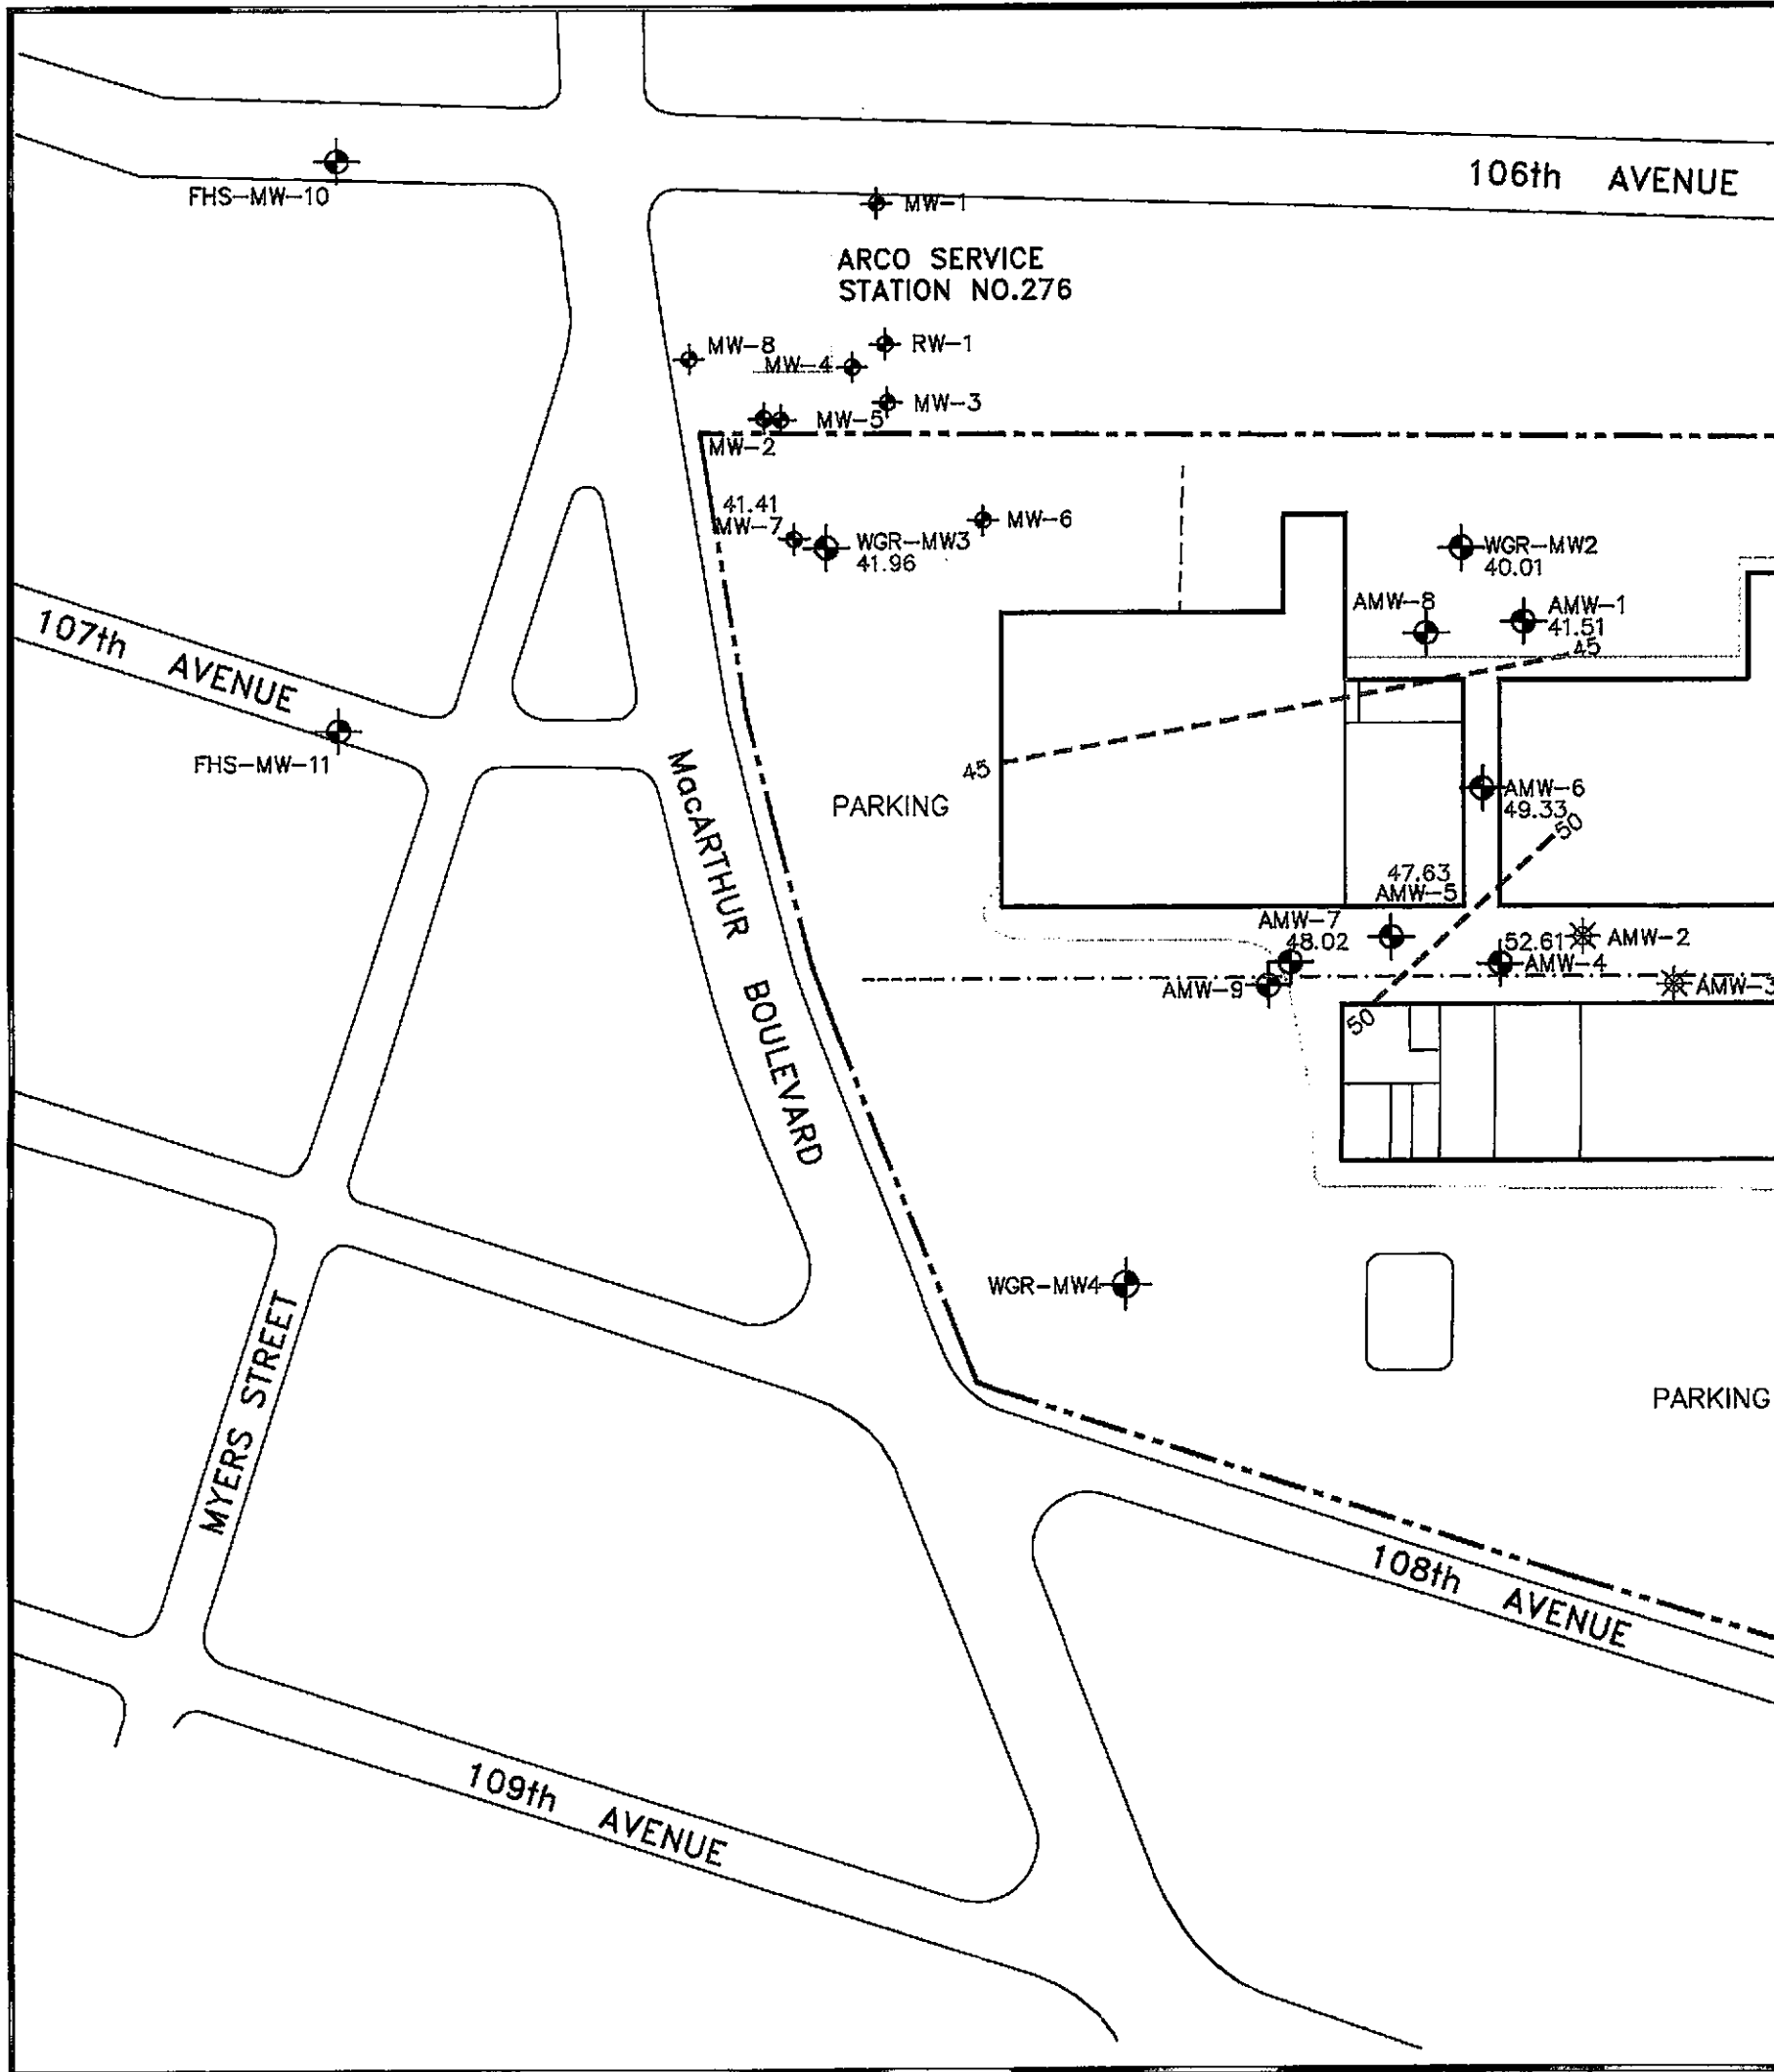 106th AVENUE
FHS-MW-10
MW-1
ARCO SERVICE
STATION NO.276
MW-8
RW-1
MW-4
MW-3
MW-5
MW-2
41.41
MW-7
MW-6
WGR-MW3
41.96
WGR-MW2
40.01
AMW-8
AMW-1
41.51
45
107th AVENUE
FHS-MW-11
45
MacARTHUR BOULEVARD
PARKING
AMW-6
49.33
50
47.63
AMW-5
AMW-7
48.02
52.61
AMW-2
AMW-4
AMW-9
AMW-3
50
WGR-MW4
MYERS STREET
PARKING
108th AVENUE
109th AVENUE